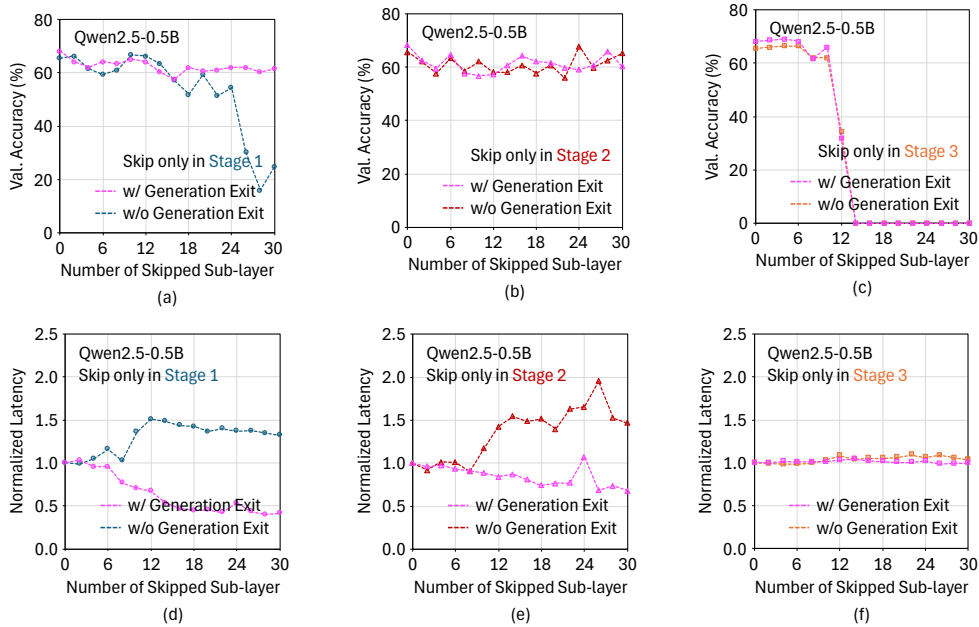 80
60
40
20
0
Val. Accuracy (%)
Qwen2.5-0.5B
Skip only in Stage 1
w/ Generation Exit
w/o Generation Exit
0 6 12 18 24 30
Number of Skipped Sub-layer
(a)
80
60
40
20
0
Val. Accuracy (%)
Qwen2.5-0.5B
Skip only in Stage 2
w/ Generation Exit
w/o Generation Exit
0 6 12 18 24 30
Number of Skipped Sub-layer
(b)
80
60
40
20
0
Val. Accuracy (%)
Qwen2.5-0.5B
Skip only in Stage 3
w/ Generation Exit
w/o Generation Exit
0 6 12 18 24 30
Number of Skipped Sub-layer
(c)
2.5
2.0
1.5
1.0
0.5
0.0
Normalized Latency
Qwen2.5-0.5B
Skip only in Stage 1
w/ Generation Exit
w/o Generation Exit
0 6 12 18 24 30
Number of Skipped Sub-layer
(d)
2.5
2.0
1.5
1.0
0.5
0.0
Normalized Latency
Qwen2.5-0.5B
Skip only in Stage 2
w/ Generation Exit
w/o Generation Exit
0 6 12 18 24 30
Number of Skipped Sub-layer
(e)
2.5
2.0
1.5
1.0
0.5
0.0
Normalized Latency
Qwen2.5-0.5B
Skip only in Stage 3
w/ Generation Exit
w/o Generation Exit
0 6 12 18 24 30
Number of Skipped Sub-layer
(f)